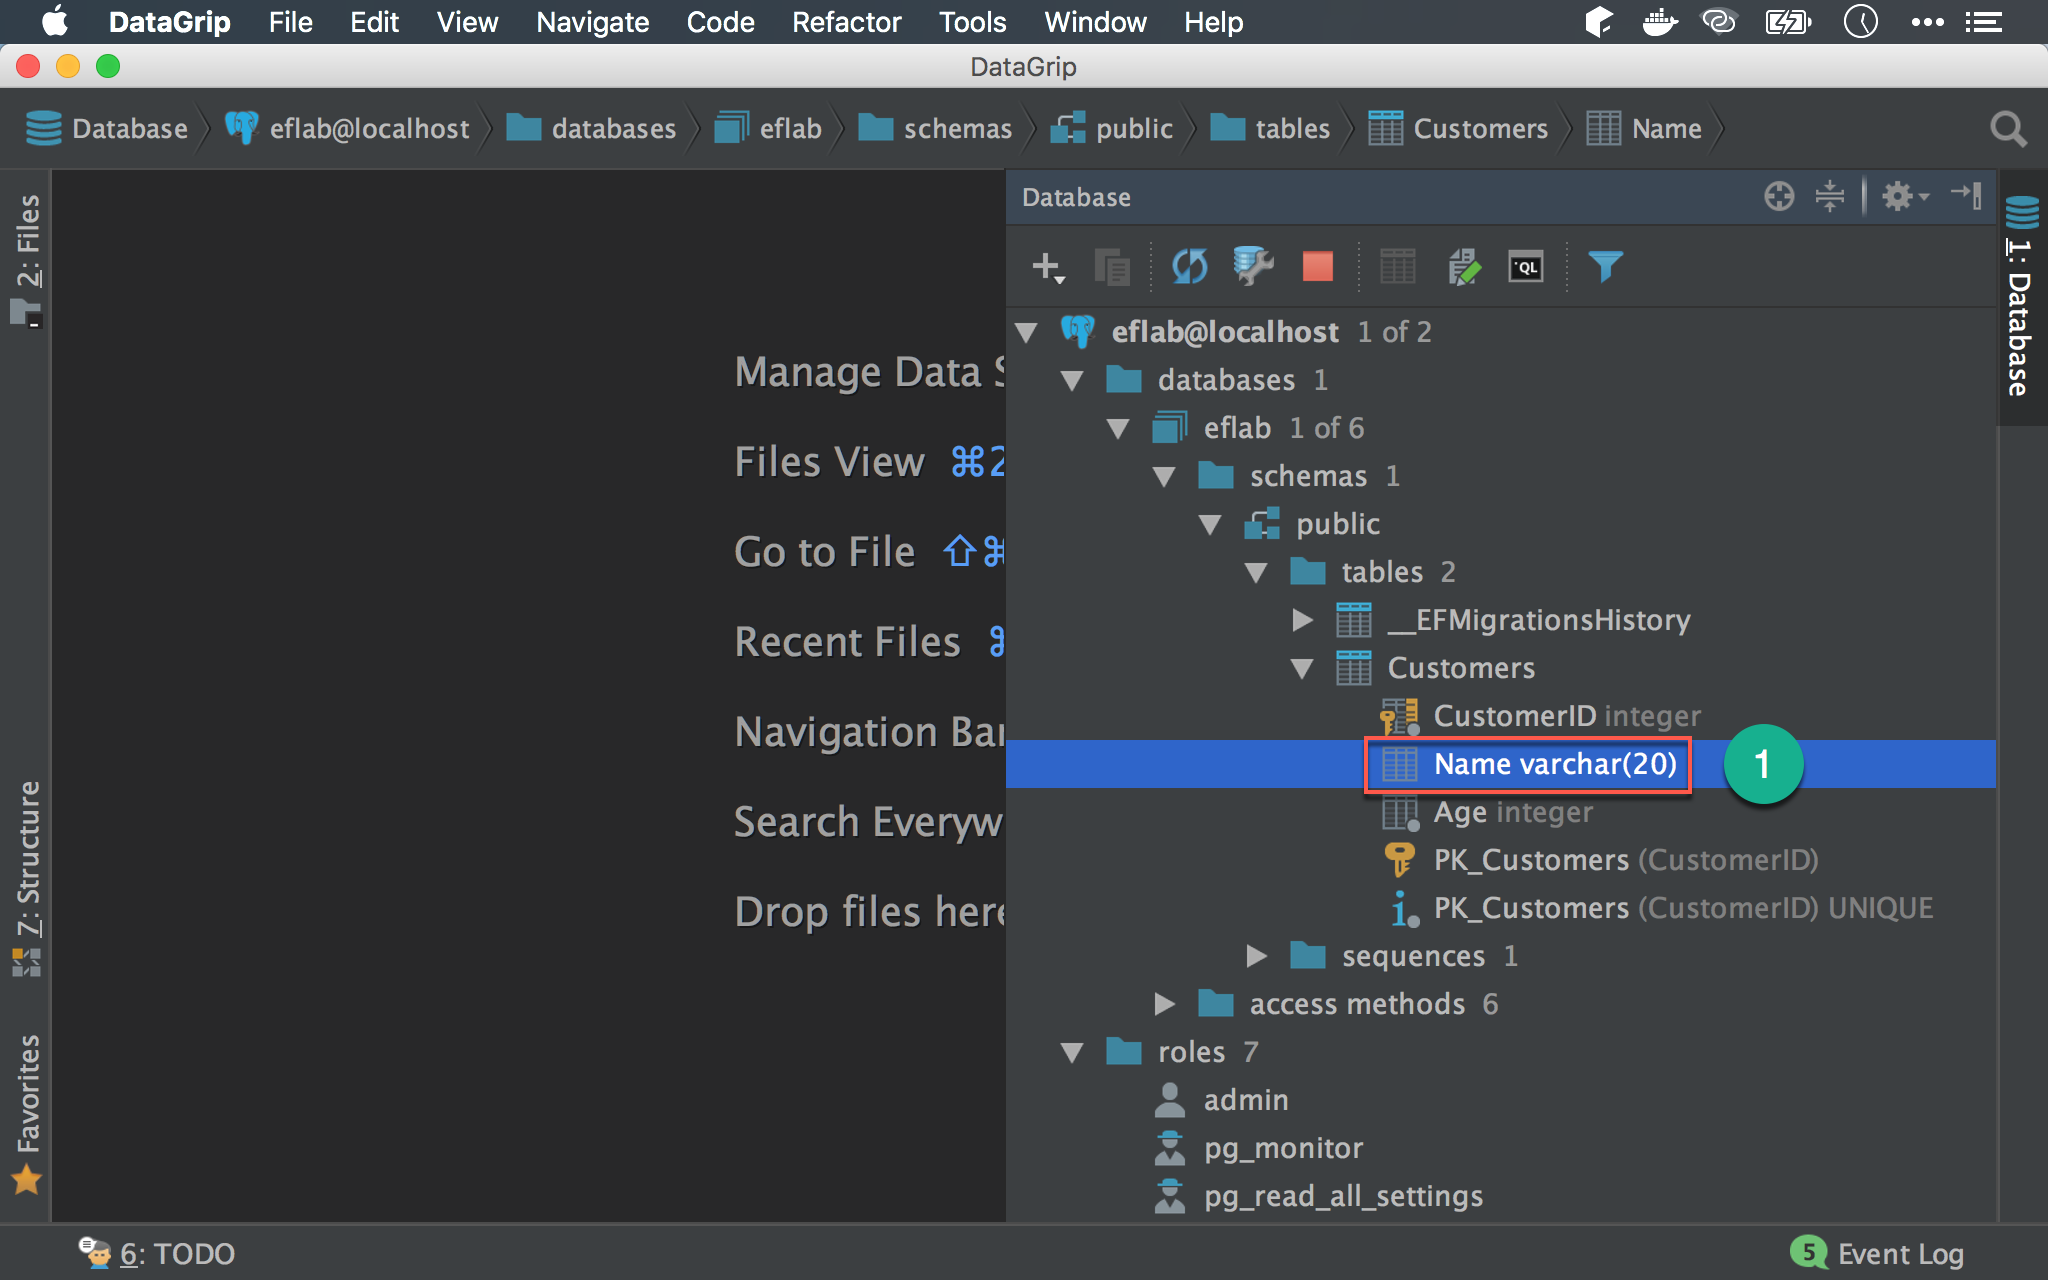 DataGrip File Edit View Navigate Code Refactor Tools Window Help
DataGrip
Database eflab@localhost databases eflab schemas public tables Customers Name
2: Files
7: Structure
Favorites
Manage Data S
Files View ⌘2
Go to File ⇧⌘
Recent Files ⌘
Navigation Bar
Search Everyw
Drop files here
Database
QL
eflab@localhost 1 of 2
databases 1
eflab 1 of 6
schemas 1
public
tables 2
__EFMigrationsHistory
Customers
CustomerID integer
Name varchar(20) 1
Age integer
PK_Customers (CustomerID)
PK_Customers (CustomerID) UNIQUE
sequences 1
access methods 6
roles 7
admin
pg_monitor
pg_read_all_settings
1: Database
6: TODO
5 Event Log